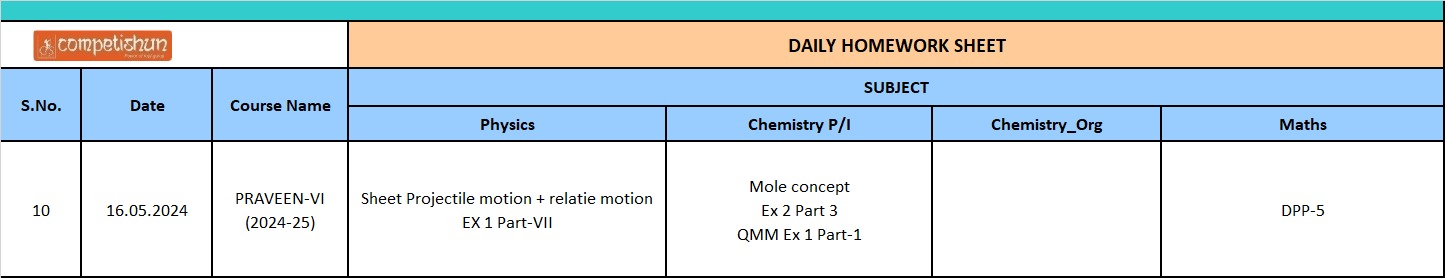 competishun
DAILY HOMEWORK SHEET
S.No.
Date
Course Name
SUBJECT
Physics
Chemistry P/I
Chemistry_Org
Maths
10
16.05.2024
PRAVEEN-VI
(2024-25)
Sheet Projectile motion + relatie motion
EX 1 Part-VII
Mole concept
Ex 2 Part 3
QMM Ex 1 Part-1
DPP-5